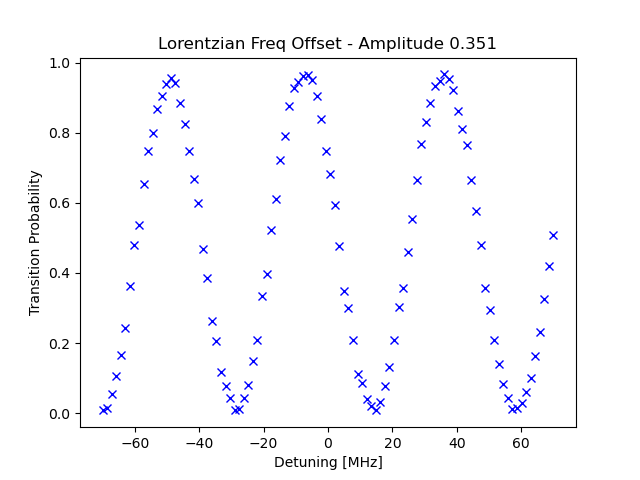 Lorentzian Freq Offset - Amplitude 0.351
Transition Probability
1.0
0.8
0.6
0.4
0.2
0.0
−60 −40 −20 0 20 40 60
Detuning [MHz]